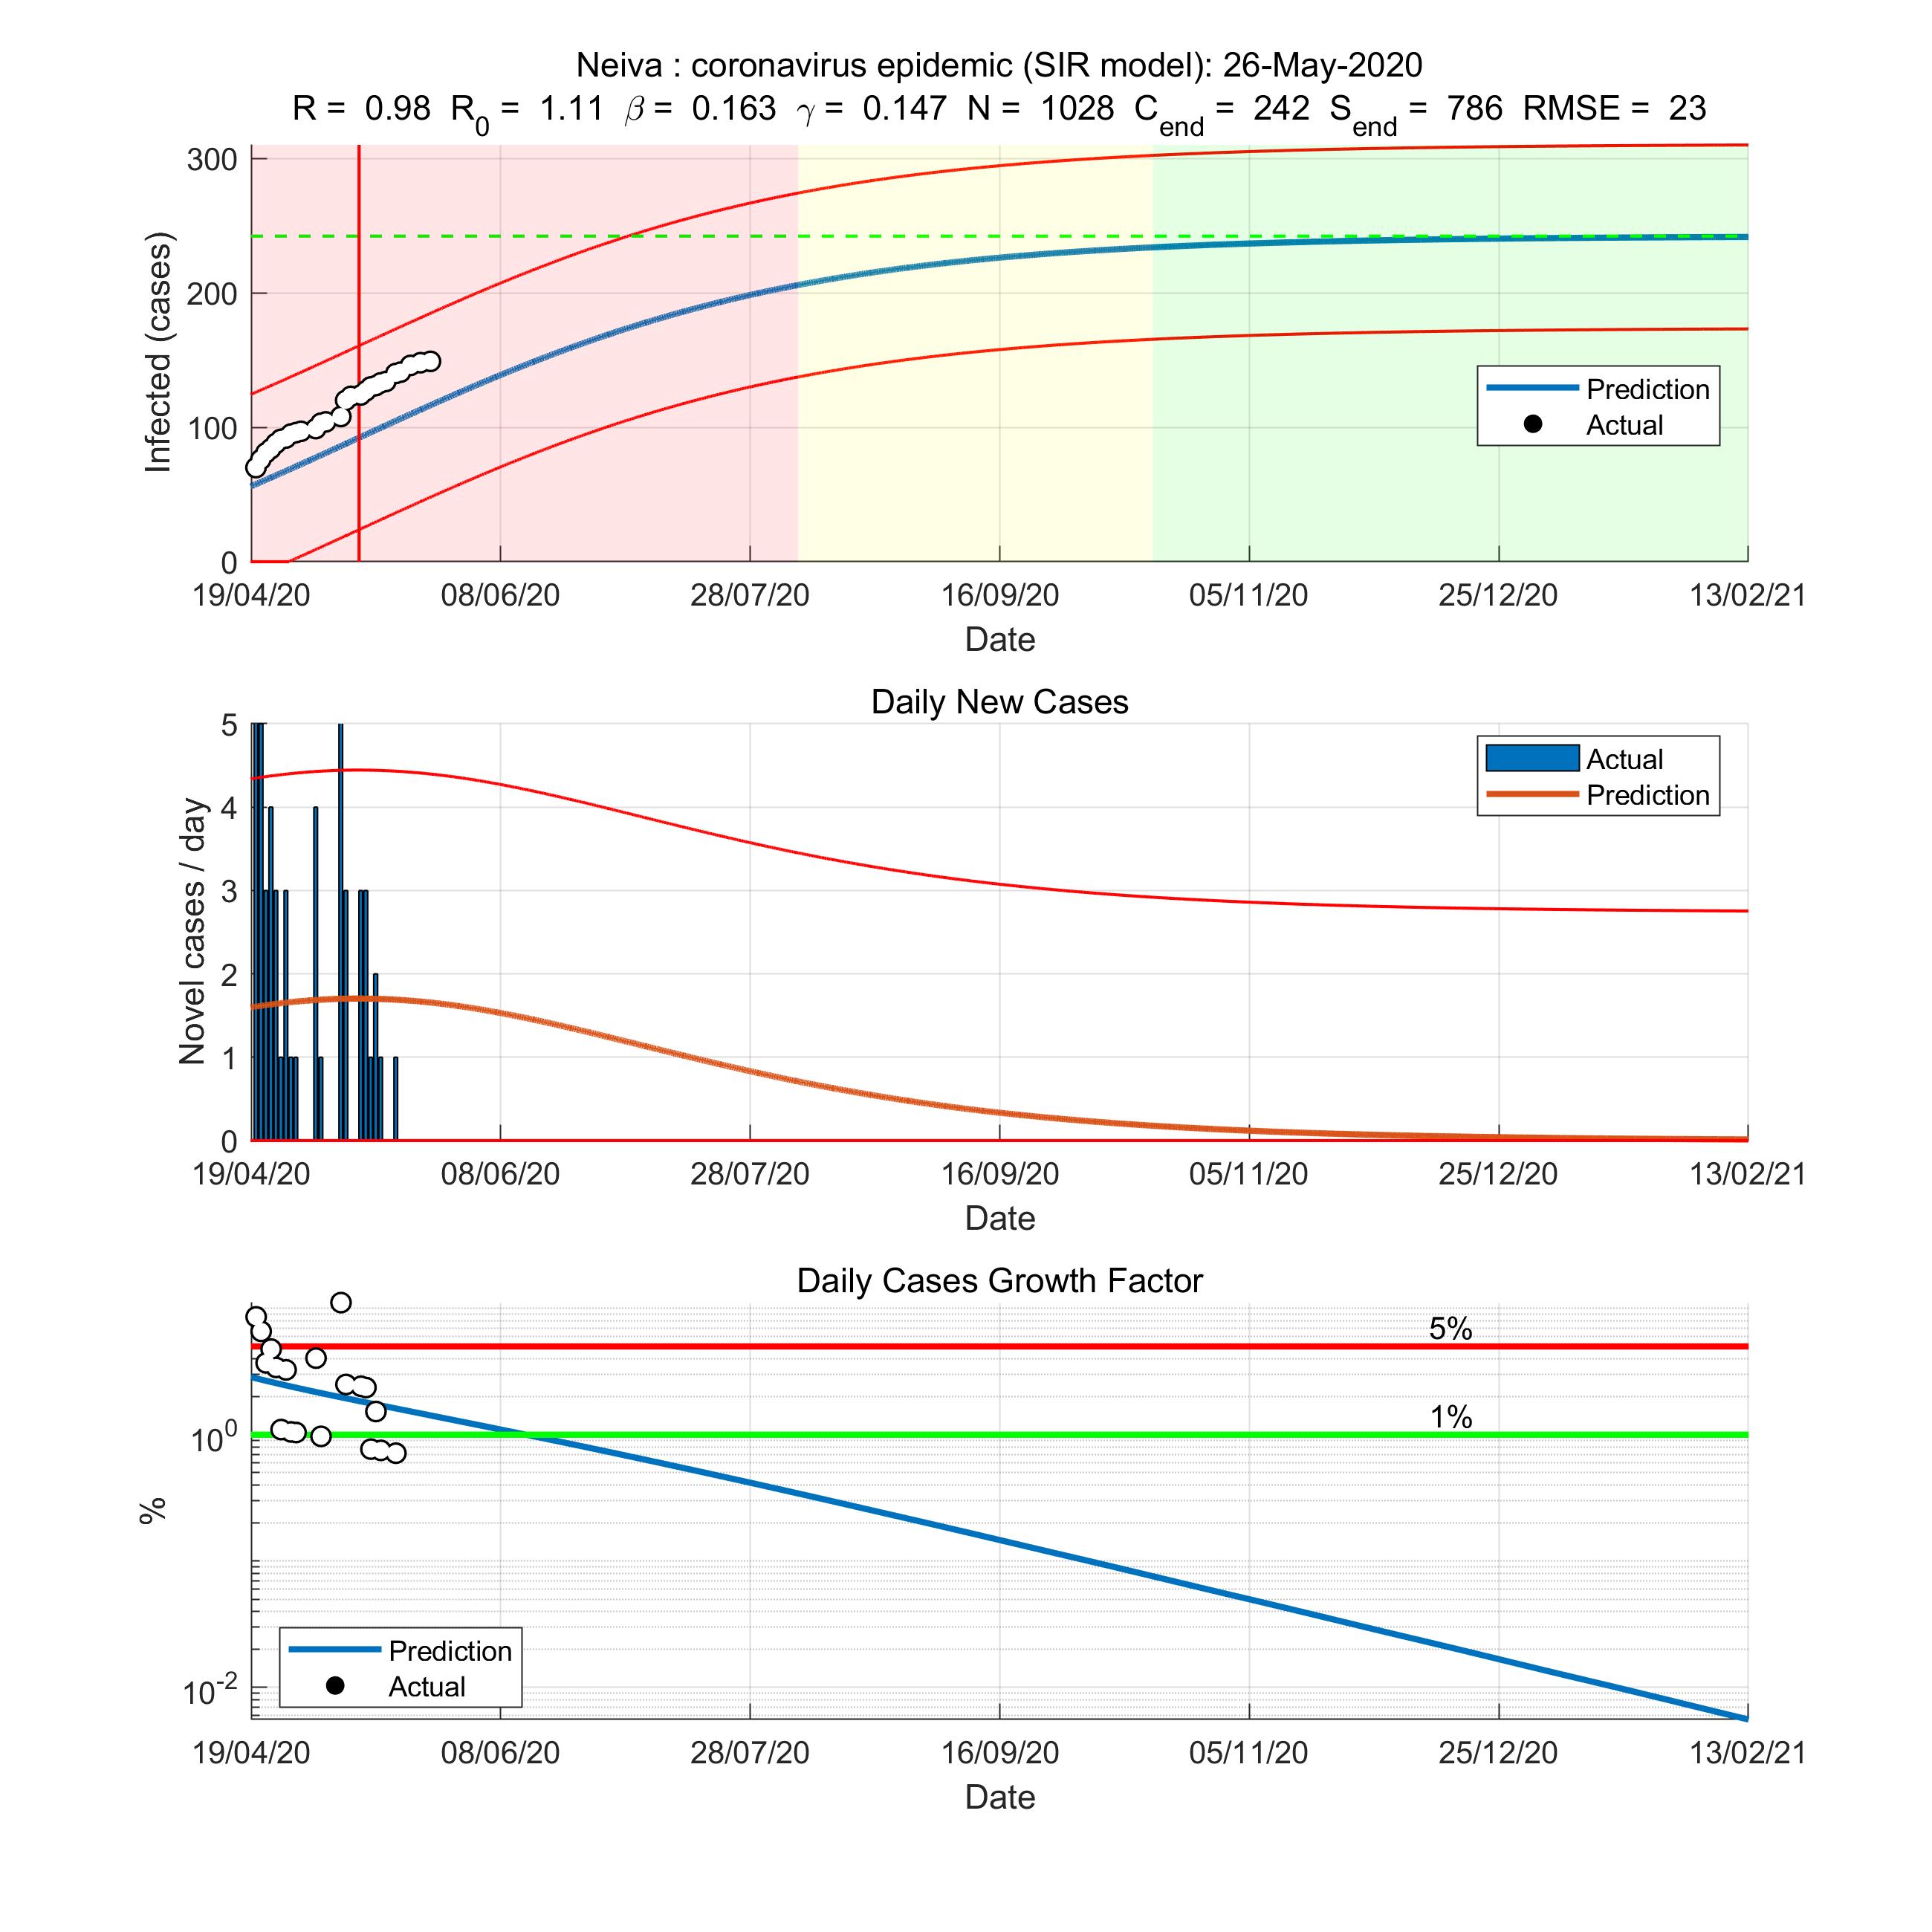 Neiva : coronavirus epidemic (SIR model): 26-May-2020
R = 0.98 R0 = 1.11 β = 0.163 γ = 0.147 N = 1028 Cend = 242 Send = 786 RMSE = 23
300
200
100
0
Infected (cases)
Prediction
Actual
19/04/20 08/06/20 28/07/20 16/09/20 05/11/20 25/12/20 13/02/21
Date
Daily New Cases
5
4
3
2
1
0
Novel cases / day
Actual
Prediction
19/04/20 08/06/20 28/07/20 16/09/20 05/11/20 25/12/20 13/02/21
Date
Daily Cases Growth Factor
5%
1%
10^0
10^-2
%
Prediction
Actual
19/04/20 08/06/20 28/07/20 16/09/20 05/11/20 25/12/20 13/02/21
Date